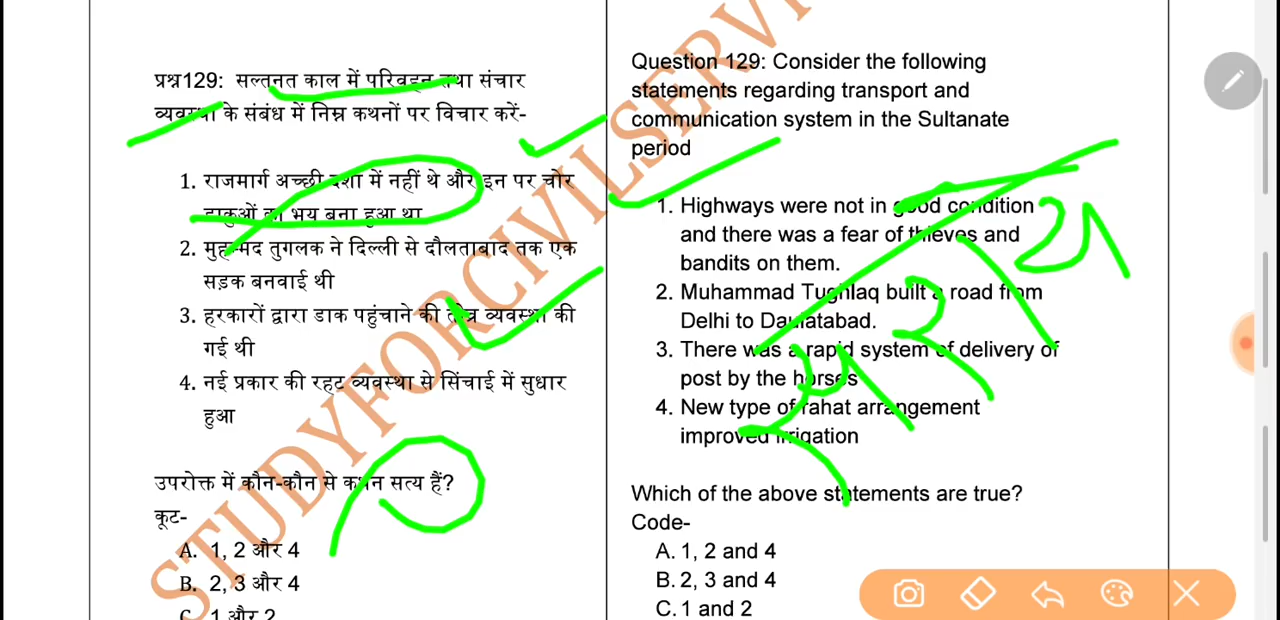 प्रश्न129: सल्तनत काल में परिवहन तथा संचार
व्यवस्था के संबंध में निम्न कथनों पर विचार करें-
1. राजमार्ग अच्छी दशा में नहीं थे और इन पर चोर
डाकुओं का भय बना हुआ था
2. मुहम्मद तुगलक ने दिल्ली से दौलताबाद तक एक
सड़क बनवाई थी
3. हरकारों द्वारा डाक पहुंचाने की तीव्र व्यवस्था की
गई थी
4. नई प्रकार की रहट व्यवस्था से सिंचाई में सुधार
हुआ
उपरोक्त में कौन-कौन से कथन सत्य हैं?
कूट-
A. 1, 2 और 4
B. 2, 3 और 4
C. 1 और 2
Question 129: Consider the following
statements regarding transport and
communication system in the Sultanate
period
1. Highways were not in good condition
and there was a fear of thieves and
bandits on them.
2. Muhammad Tughlaq built a road from
Delhi to Daulatabad.
3. There was a rapid system of delivery of
post by the horses
4. New type of rahat arrangement
improved irrigation
Which of the above statements are true?
Code-
A. 1, 2 and 4
B. 2, 3 and 4
C. 1 and 2
STUDYFORCIVILSERV